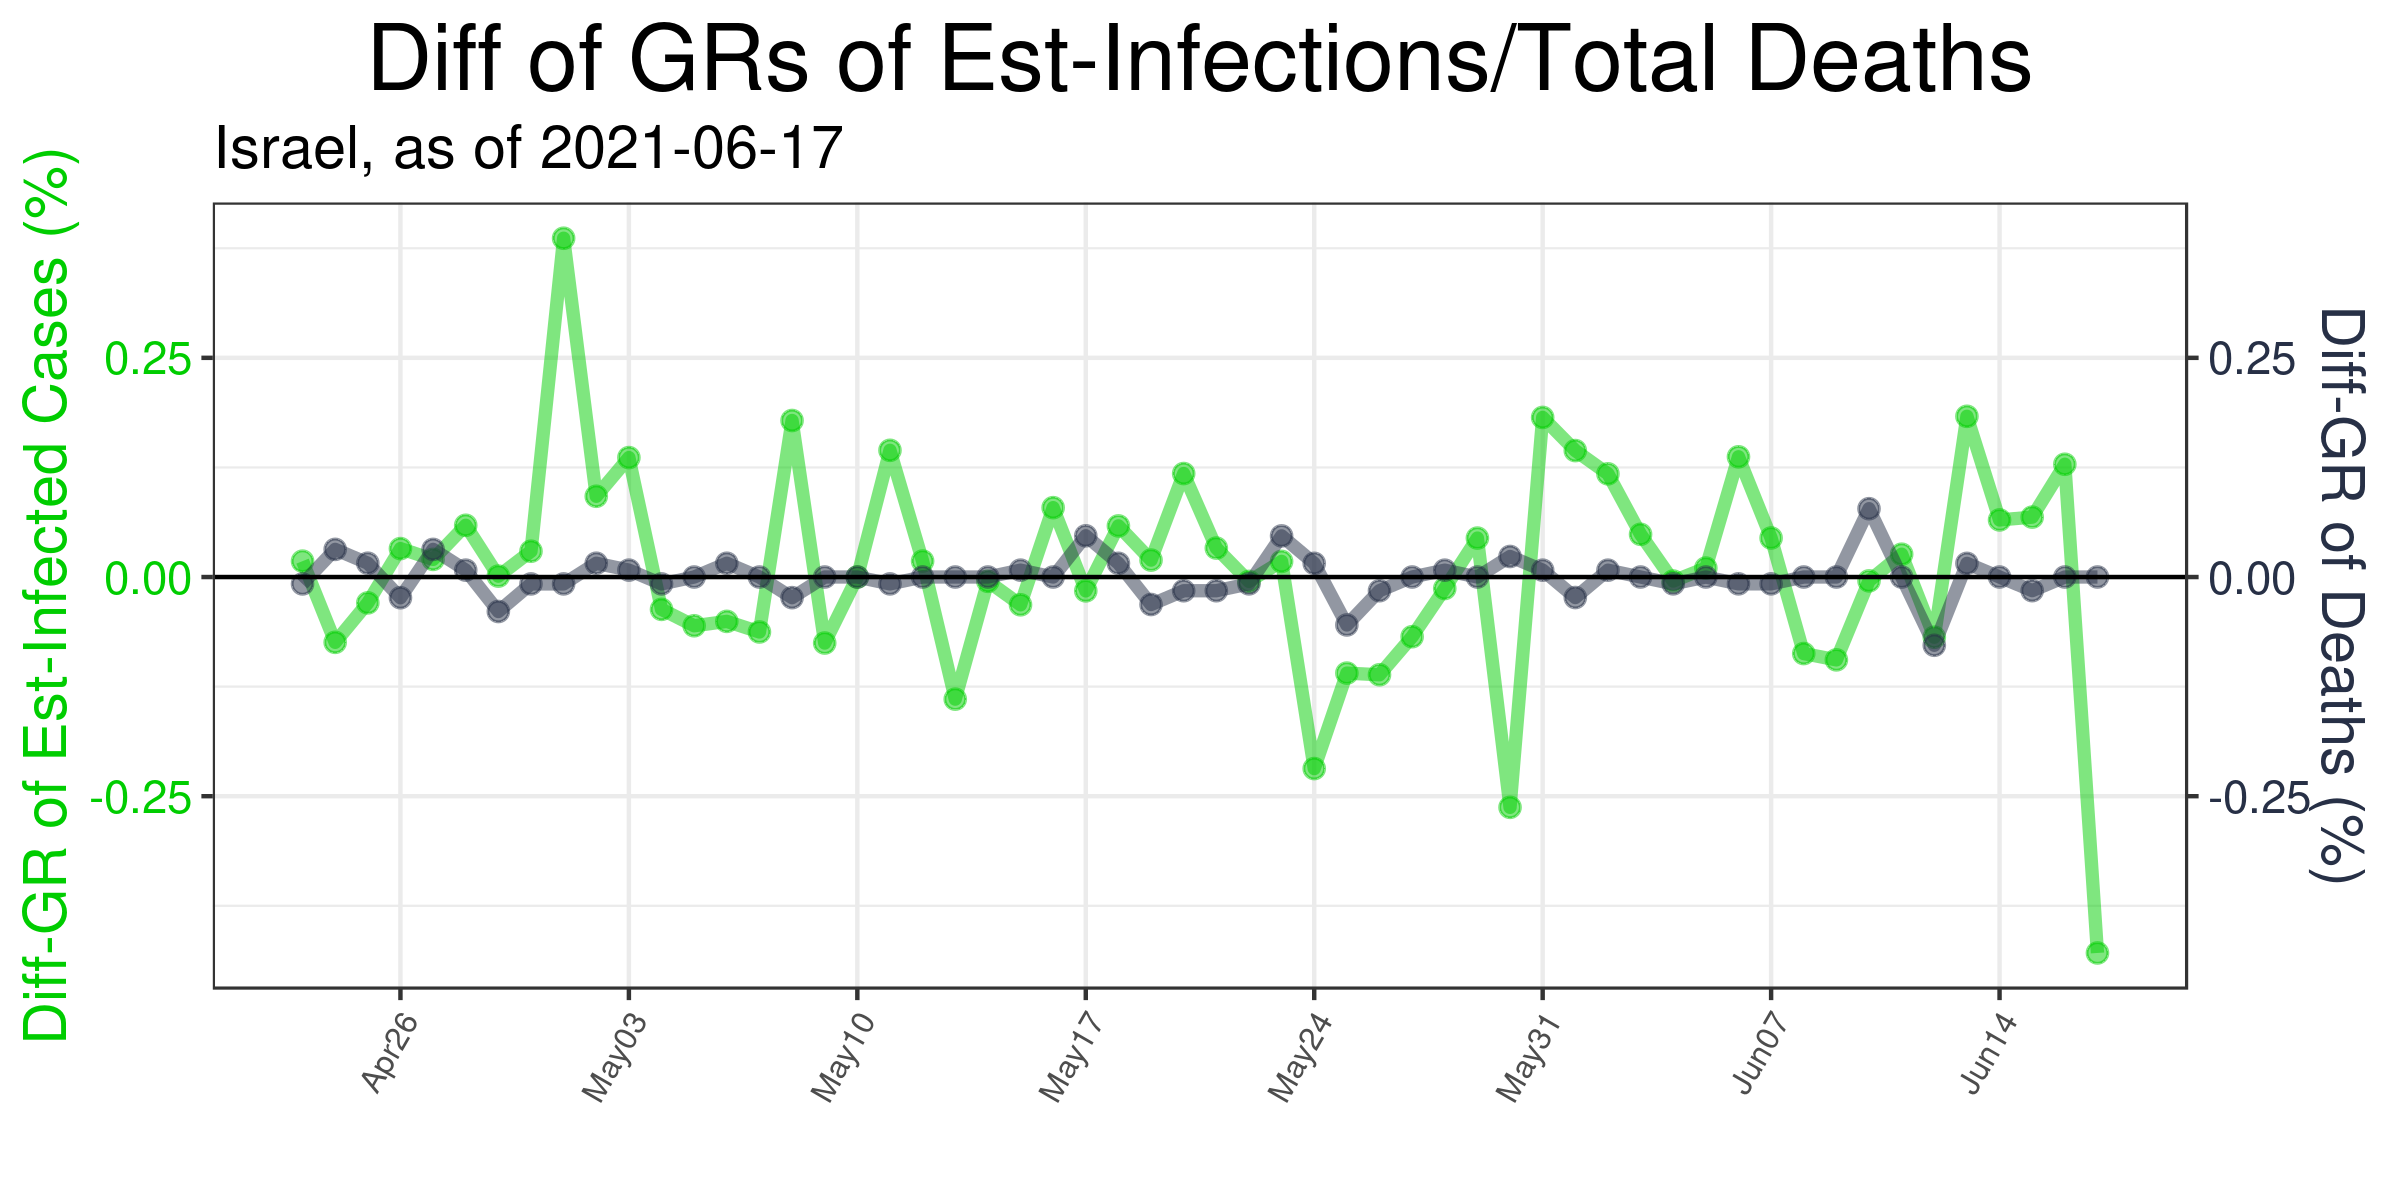 Diff of GRs of Est-Infections/Total Deaths
Israel, as of 2021-06-17
Diff-GR of Est-Infected Cases (%)
0.25
0.00
-0.25
0.25
0.00
-0.25
Diff-GR of Deaths (%)
Apr26
May03
May10
May17
May24
May31
Jun07
Jun14